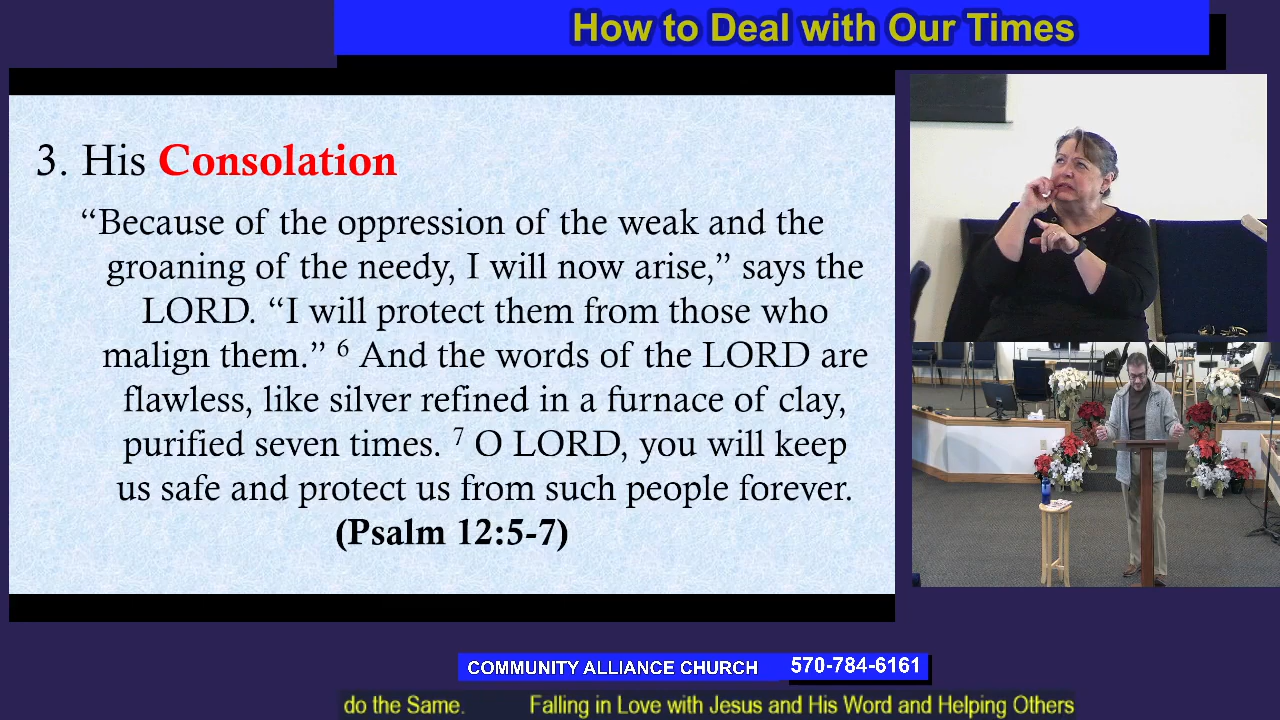 How to Deal with Our Times
3. His Consolation
“Because of the oppression of the weak and the
groaning of the needy, I will now arise,” says the
LORD. “I will protect them from those who
malign them.” 6 And the words of the LORD are
flawless, like silver refined in a furnace of clay,
purified seven times. 7 O LORD, you will keep
us safe and protect us from such people forever.
(Psalm 12:5-7)
COMMUNITY ALLIANCE CHURCH 570-784-6161
do the Same. Falling in Love with Jesus and His Word and Helping Others